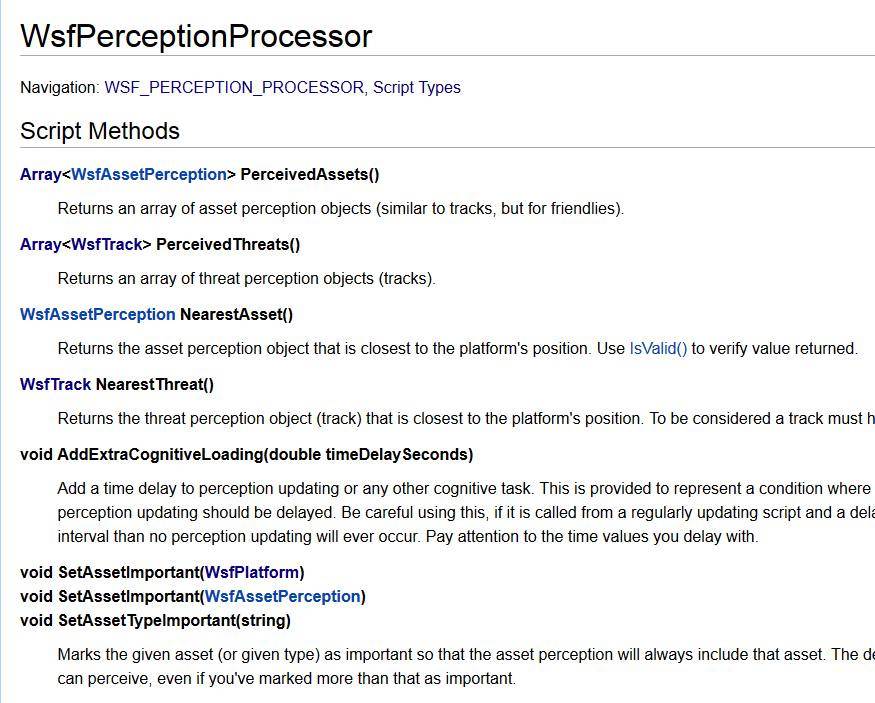 WsfPerceptionProcessor
Navigation: WSF_PERCEPTION_PROCESSOR, Script Types
Script Methods
Array<WsfAssetPerception> PerceivedAssets()
Returns an array of asset perception objects (similar to tracks, but for friendlies).
Array<WsfTrack> PerceivedThreats()
Returns an array of threat perception objects (tracks).
WsfAssetPerception NearestAsset()
Returns the asset perception object that is closest to the platform's position. Use IsValid() to verify value returned.
WsfTrack NearestThreat()
Returns the threat perception object (track) that is closest to the platform's position. To be considered a track must
void AddExtraCognitiveLoading(double timeDelaySeconds)
Add a time delay to perception updating or any other cognitive task. This is provided to represent a condition where
perception updating should be delayed. Be careful using this, if it is called from a regularly updating script and a
interval than no perception updating will ever occur. Pay attention to the time values you delay with.
void SetAssetImportant(WsfPlatform)
void SetAssetImportant(WsfAssetPerception)
void SetAssetTypeImportant(string)
Marks the given asset (or given type) as important so that the asset perception will always include that asset. The
can perceive, even if you've marked more than that as important.